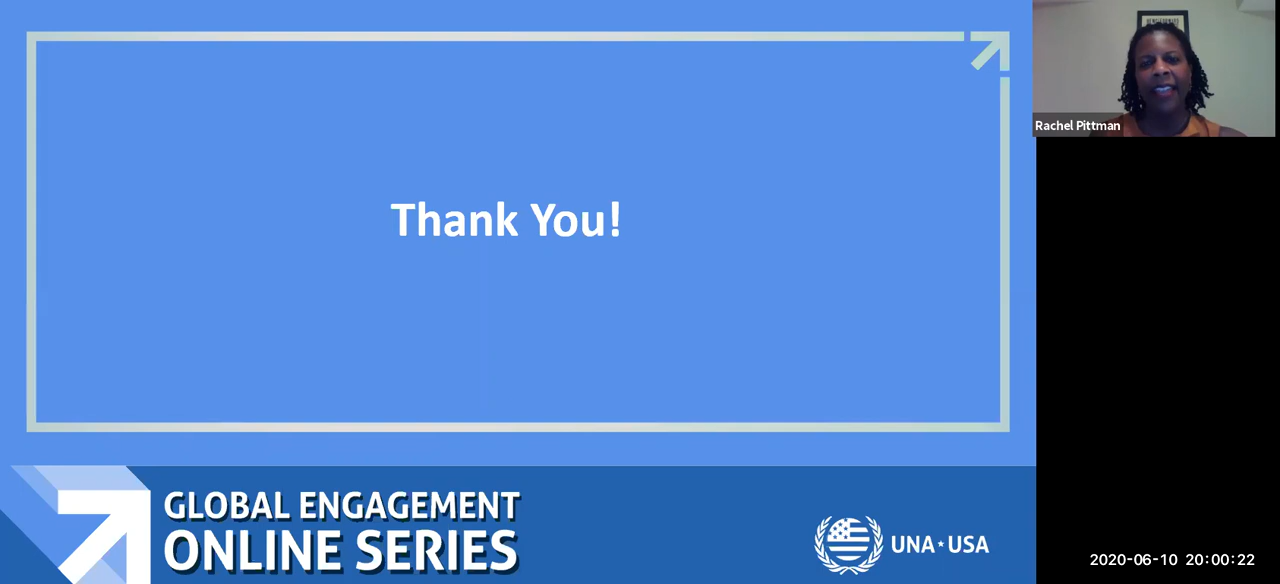 Thank You!
Rachel Pittman
GLOBAL ENGAGEMENT
ONLINE SERIES
UNA★USA
2020-06-10 20:00:22